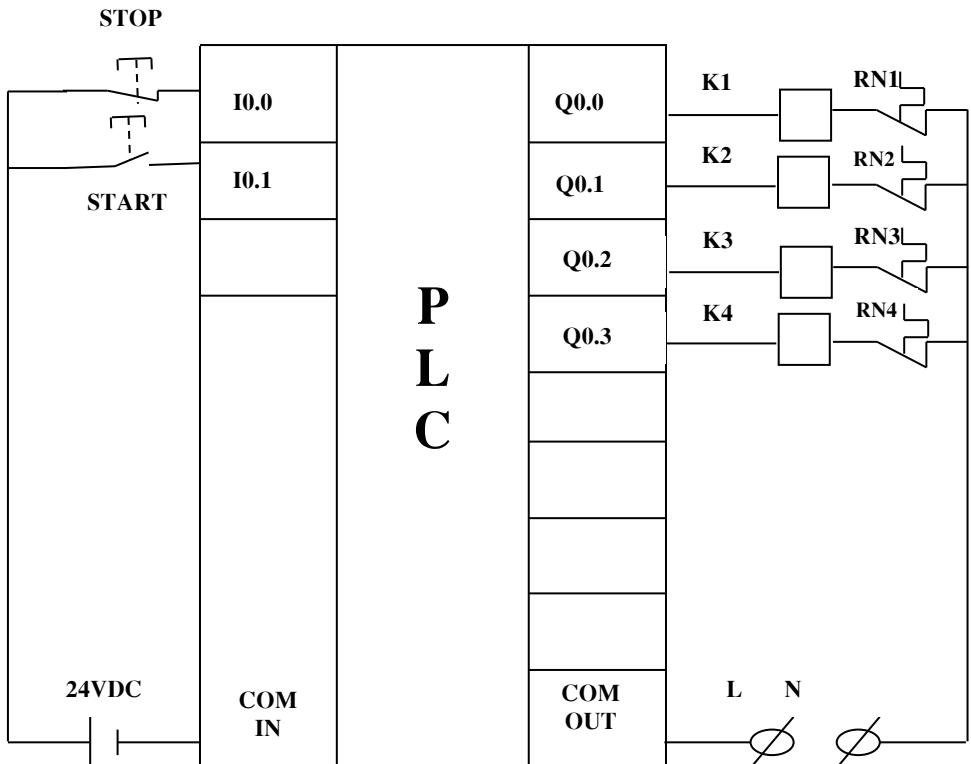 STOP
I0.0
Q0.0
K1
RN1
START
I0.1
Q0.1
K2
RN2
Q0.2
K3
RN3
P
L
C
Q0.3
K4
RN4
24VDC
COM
IN
COM
OUT
L N